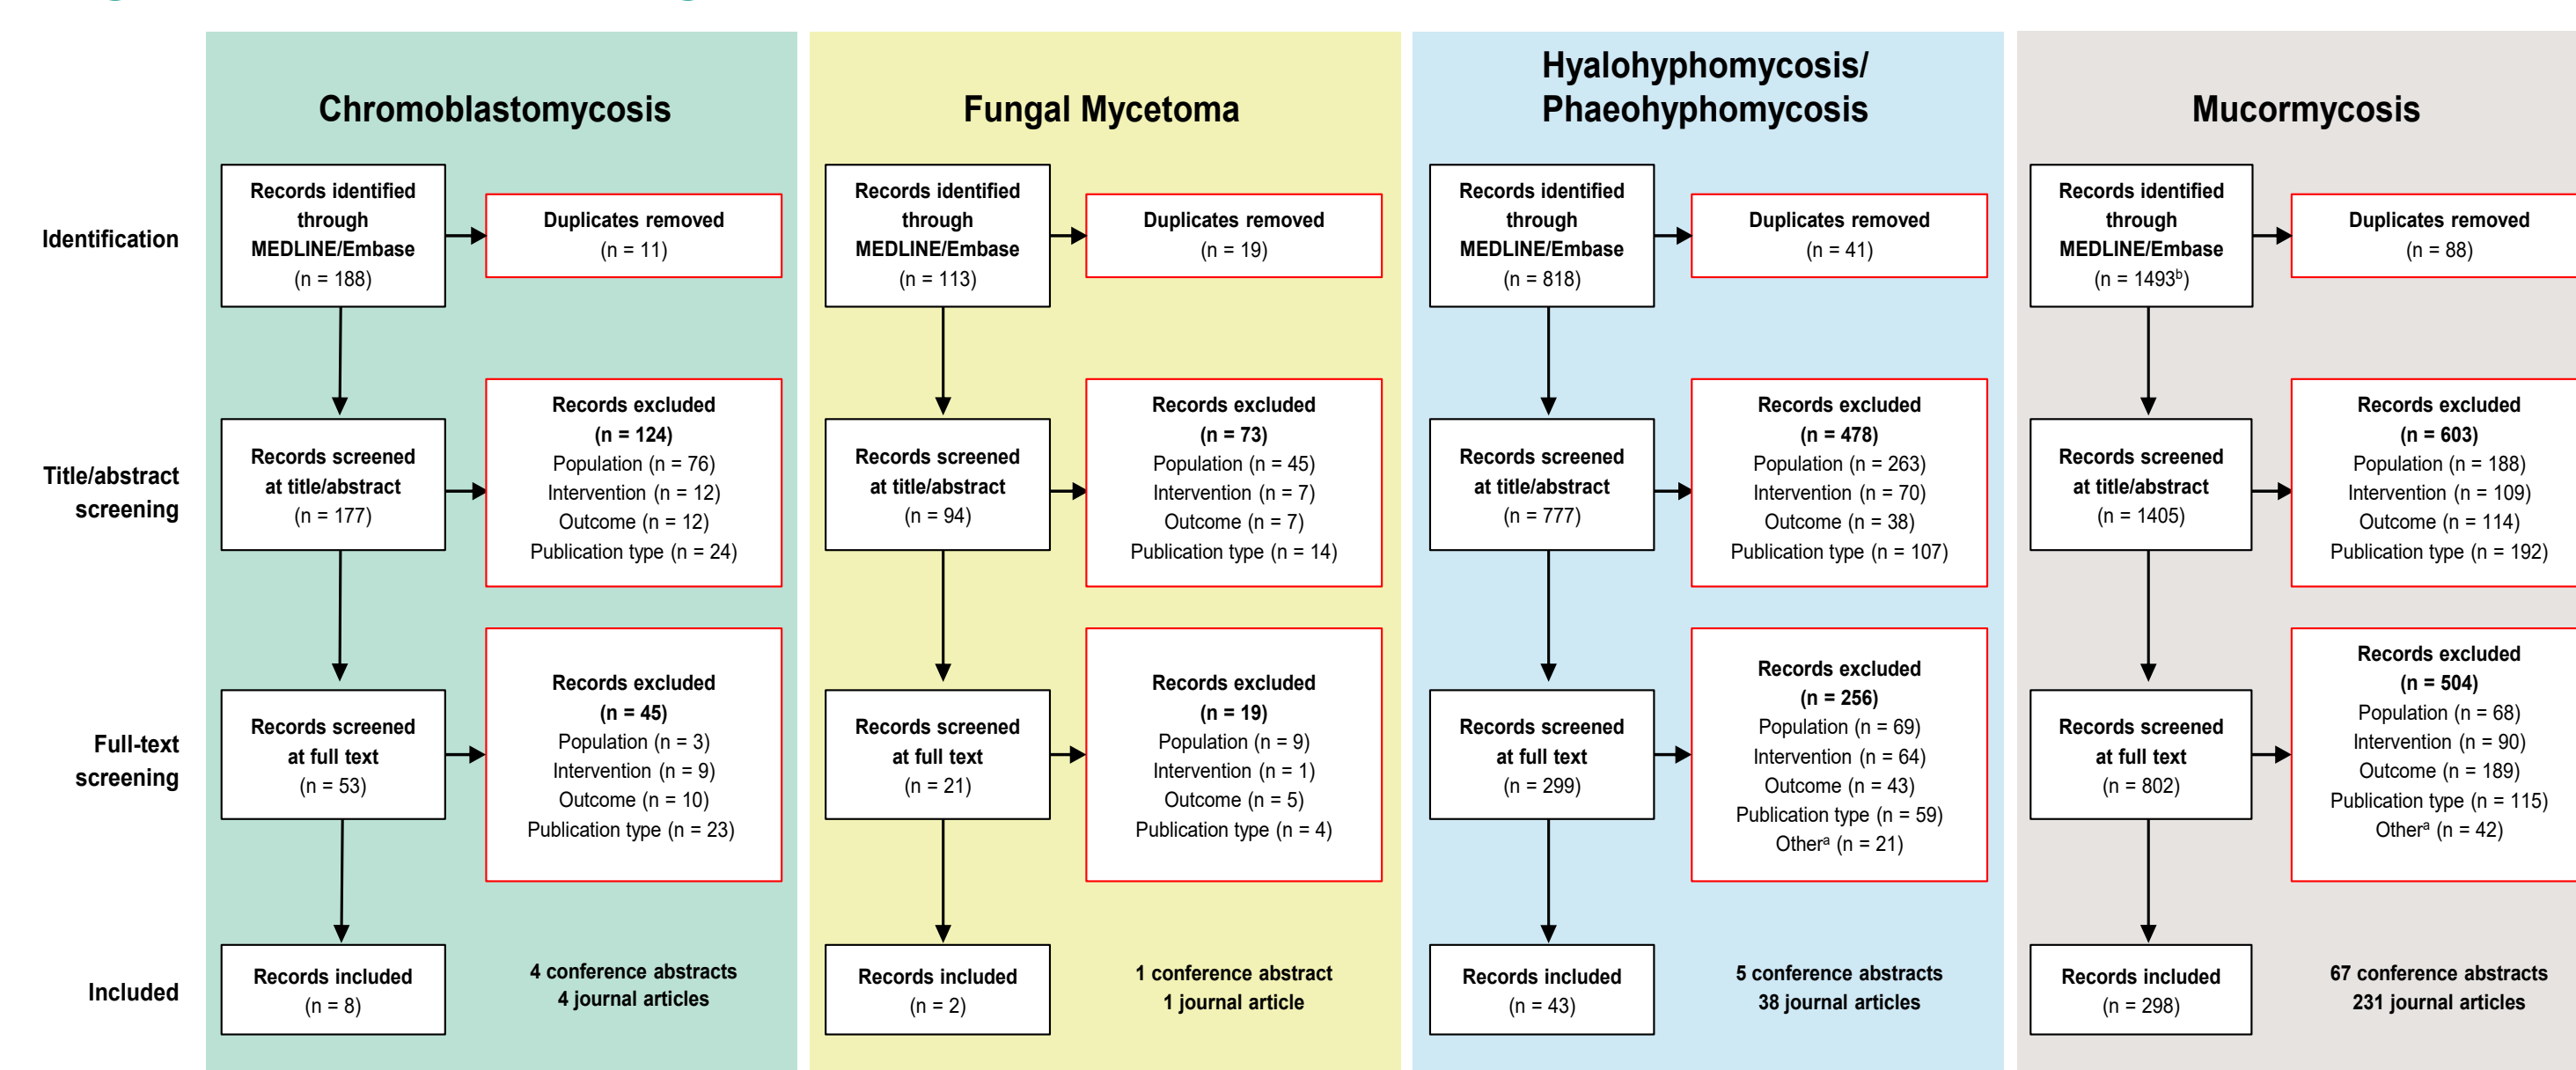 Chromoblastomycosis
Fungal Mycetoma
Hyalohyphomycosis/
Phaeohyphomycosis
Mucormycosis
Identification
Records identified
through
MEDLINE/Embase
(n = 188)
Duplicates removed
(n = 11)
Records identified
through
MEDLINE/Embase
(n = 113)
Duplicates removed
(n = 19)
Records identified
through
MEDLINE/Embase
(n = 818)
Duplicates removed
(n = 41)
Records identified
through
MEDLINE/Embase
(n = 1493ᵇ)
Duplicates removed
(n = 88)
Title/abstract
screening
Records screened
at title/abstract
(n = 177)
Records excluded
(n = 124)
Population (n = 76)
Intervention (n = 12)
Outcome (n = 12)
Publication type (n = 24)
Records screened
at title/abstract
(n = 94)
Records excluded
(n = 73)
Population (n = 45)
Intervention (n = 7)
Outcome (n = 7)
Publication type (n = 14)
Records screened
at title/abstract
(n = 777)
Records excluded
(n = 478)
Population (n = 263)
Intervention (n = 70)
Outcome (n = 38)
Publication type (n = 107)
Records screened
at title/abstract
(n = 1405)
Records excluded
(n = 603)
Population (n = 188)
Intervention (n = 109)
Outcome (n = 114)
Publication type (n = 192)
Full-text
screening
Records screened
at full text
(n = 53)
Records excluded
(n = 45)
Population (n = 3)
Intervention (n = 9)
Outcome (n = 10)
Publication type (n = 23)
Records screened
at full text
(n = 21)
Records excluded
(n = 19)
Population (n = 9)
Intervention (n = 1)
Outcome (n = 5)
Publication type (n = 4)
Records screened
at full text
(n = 299)
Records excluded
(n = 256)
Population (n = 69)
Intervention (n = 64)
Outcome (n = 43)
Publication type (n = 59)
Otherᵃ (n = 21)
Records screened
at full text
(n = 802)
Records excluded
(n = 504)
Population (n = 68)
Intervention (n = 90)
Outcome (n = 189)
Publication type (n = 115)
Otherᵃ (n = 42)
Included
Records included
(n = 8)
4 conference abstracts
4 journal articles
Records included
(n = 2)
1 conference abstract
1 journal article
Records included
(n = 43)
5 conference abstracts
38 journal articles
Records included
(n = 298)
67 conference abstracts
231 journal articles